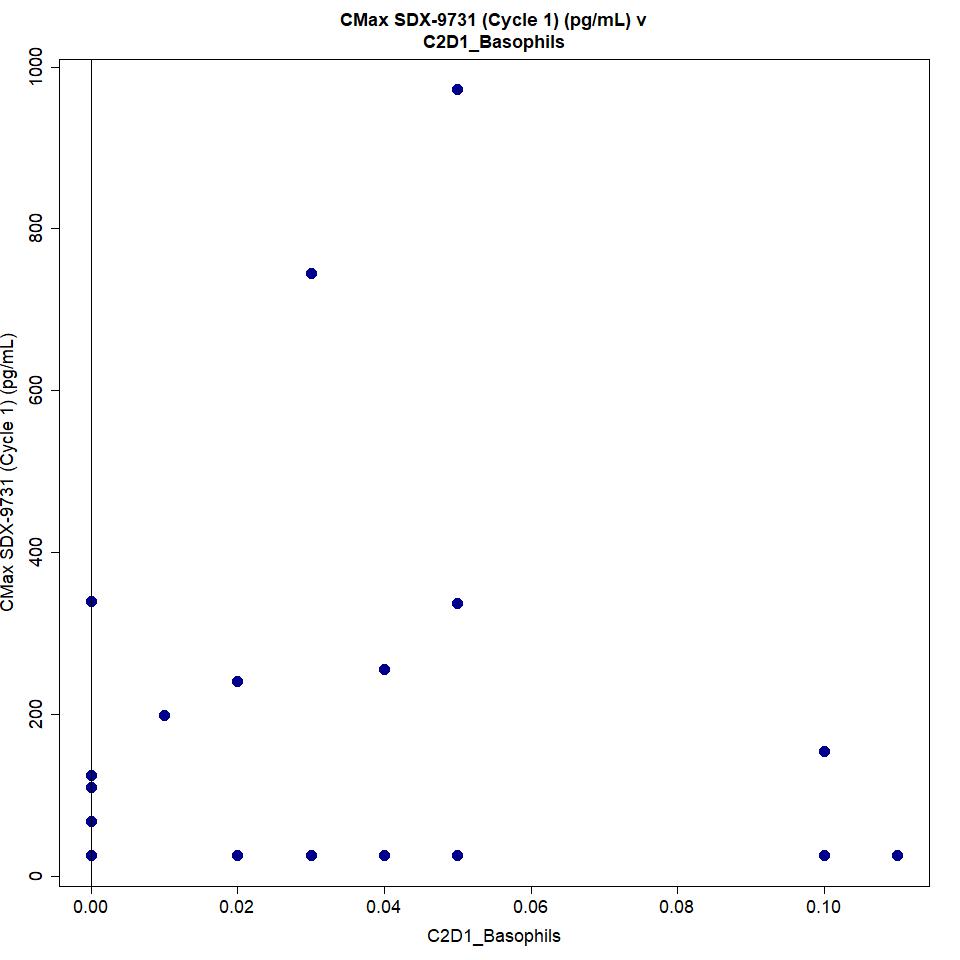 CMax SDX-9731 (Cycle 1) (pg/mL) v
C2D1_Basophils
CMax SDX-9731 (Cycle 1) (pg/mL)
1000
800
600
400
200
0
0.00 0.02 0.04 0.06 0.08 0.10
C2D1_Basophils